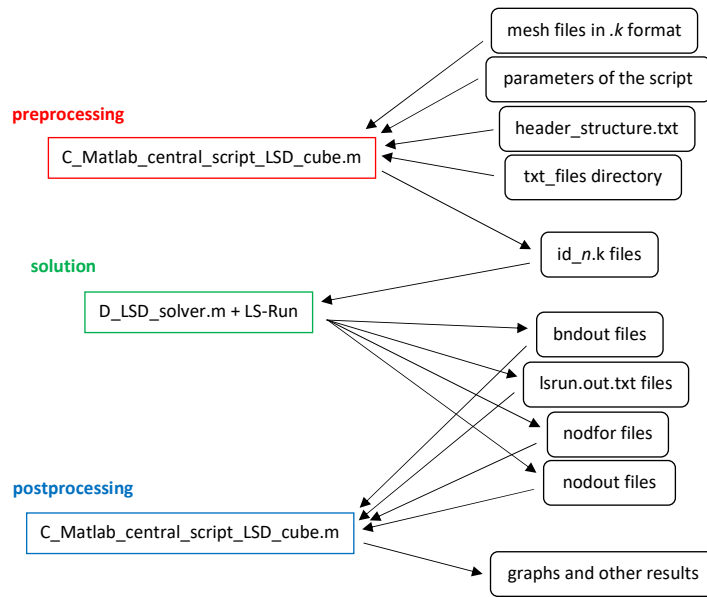 mesh files in .k format
parameters of the script
preprocessing
header_structure.txt
C_Matlab_central_script_LSD_cube.m
txt_files directory
id_n.k files
solution
D_LSD_solver.m + LS-Run
bndout files
lsrun.out.txt files
nodfor files
nodout files
postprocessing
C_Matlab_central_script_LSD_cube.m
graphs and other results